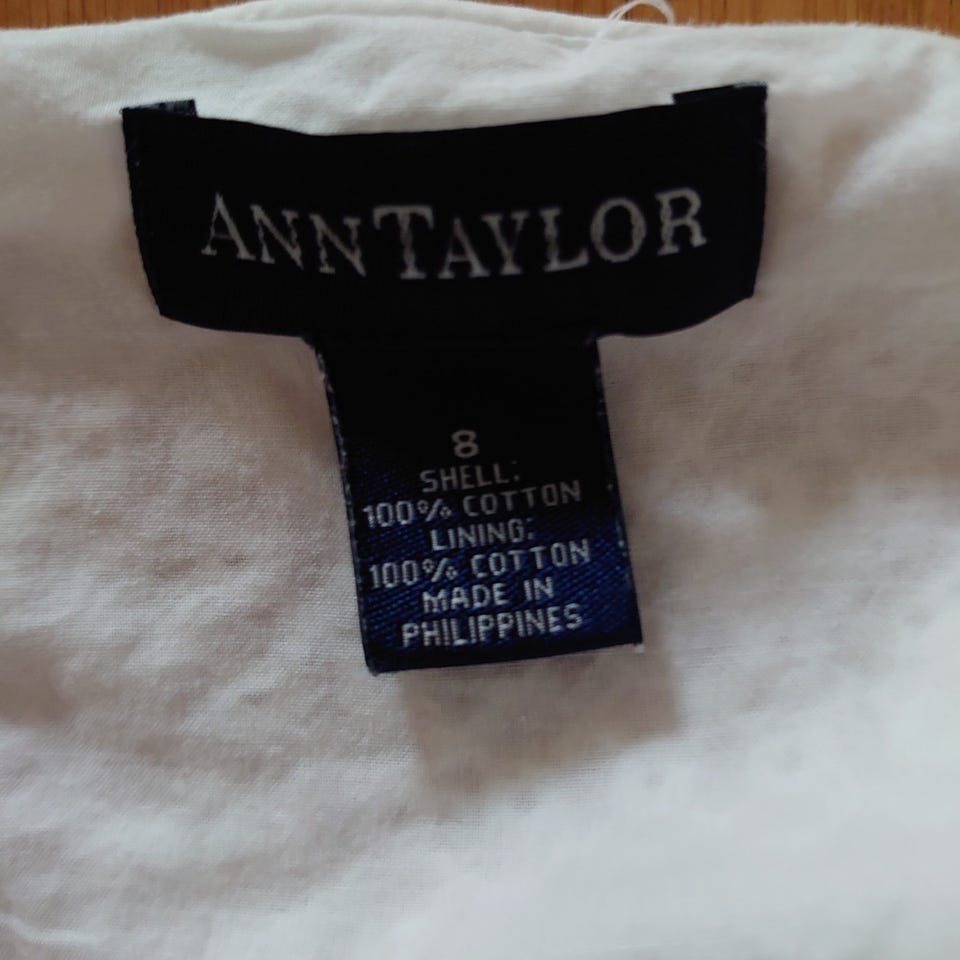 ANNTAYLOR
8
SHELL:
100% COTTON
LINING:
100% COTTON
MADE IN
PHILIPPINES